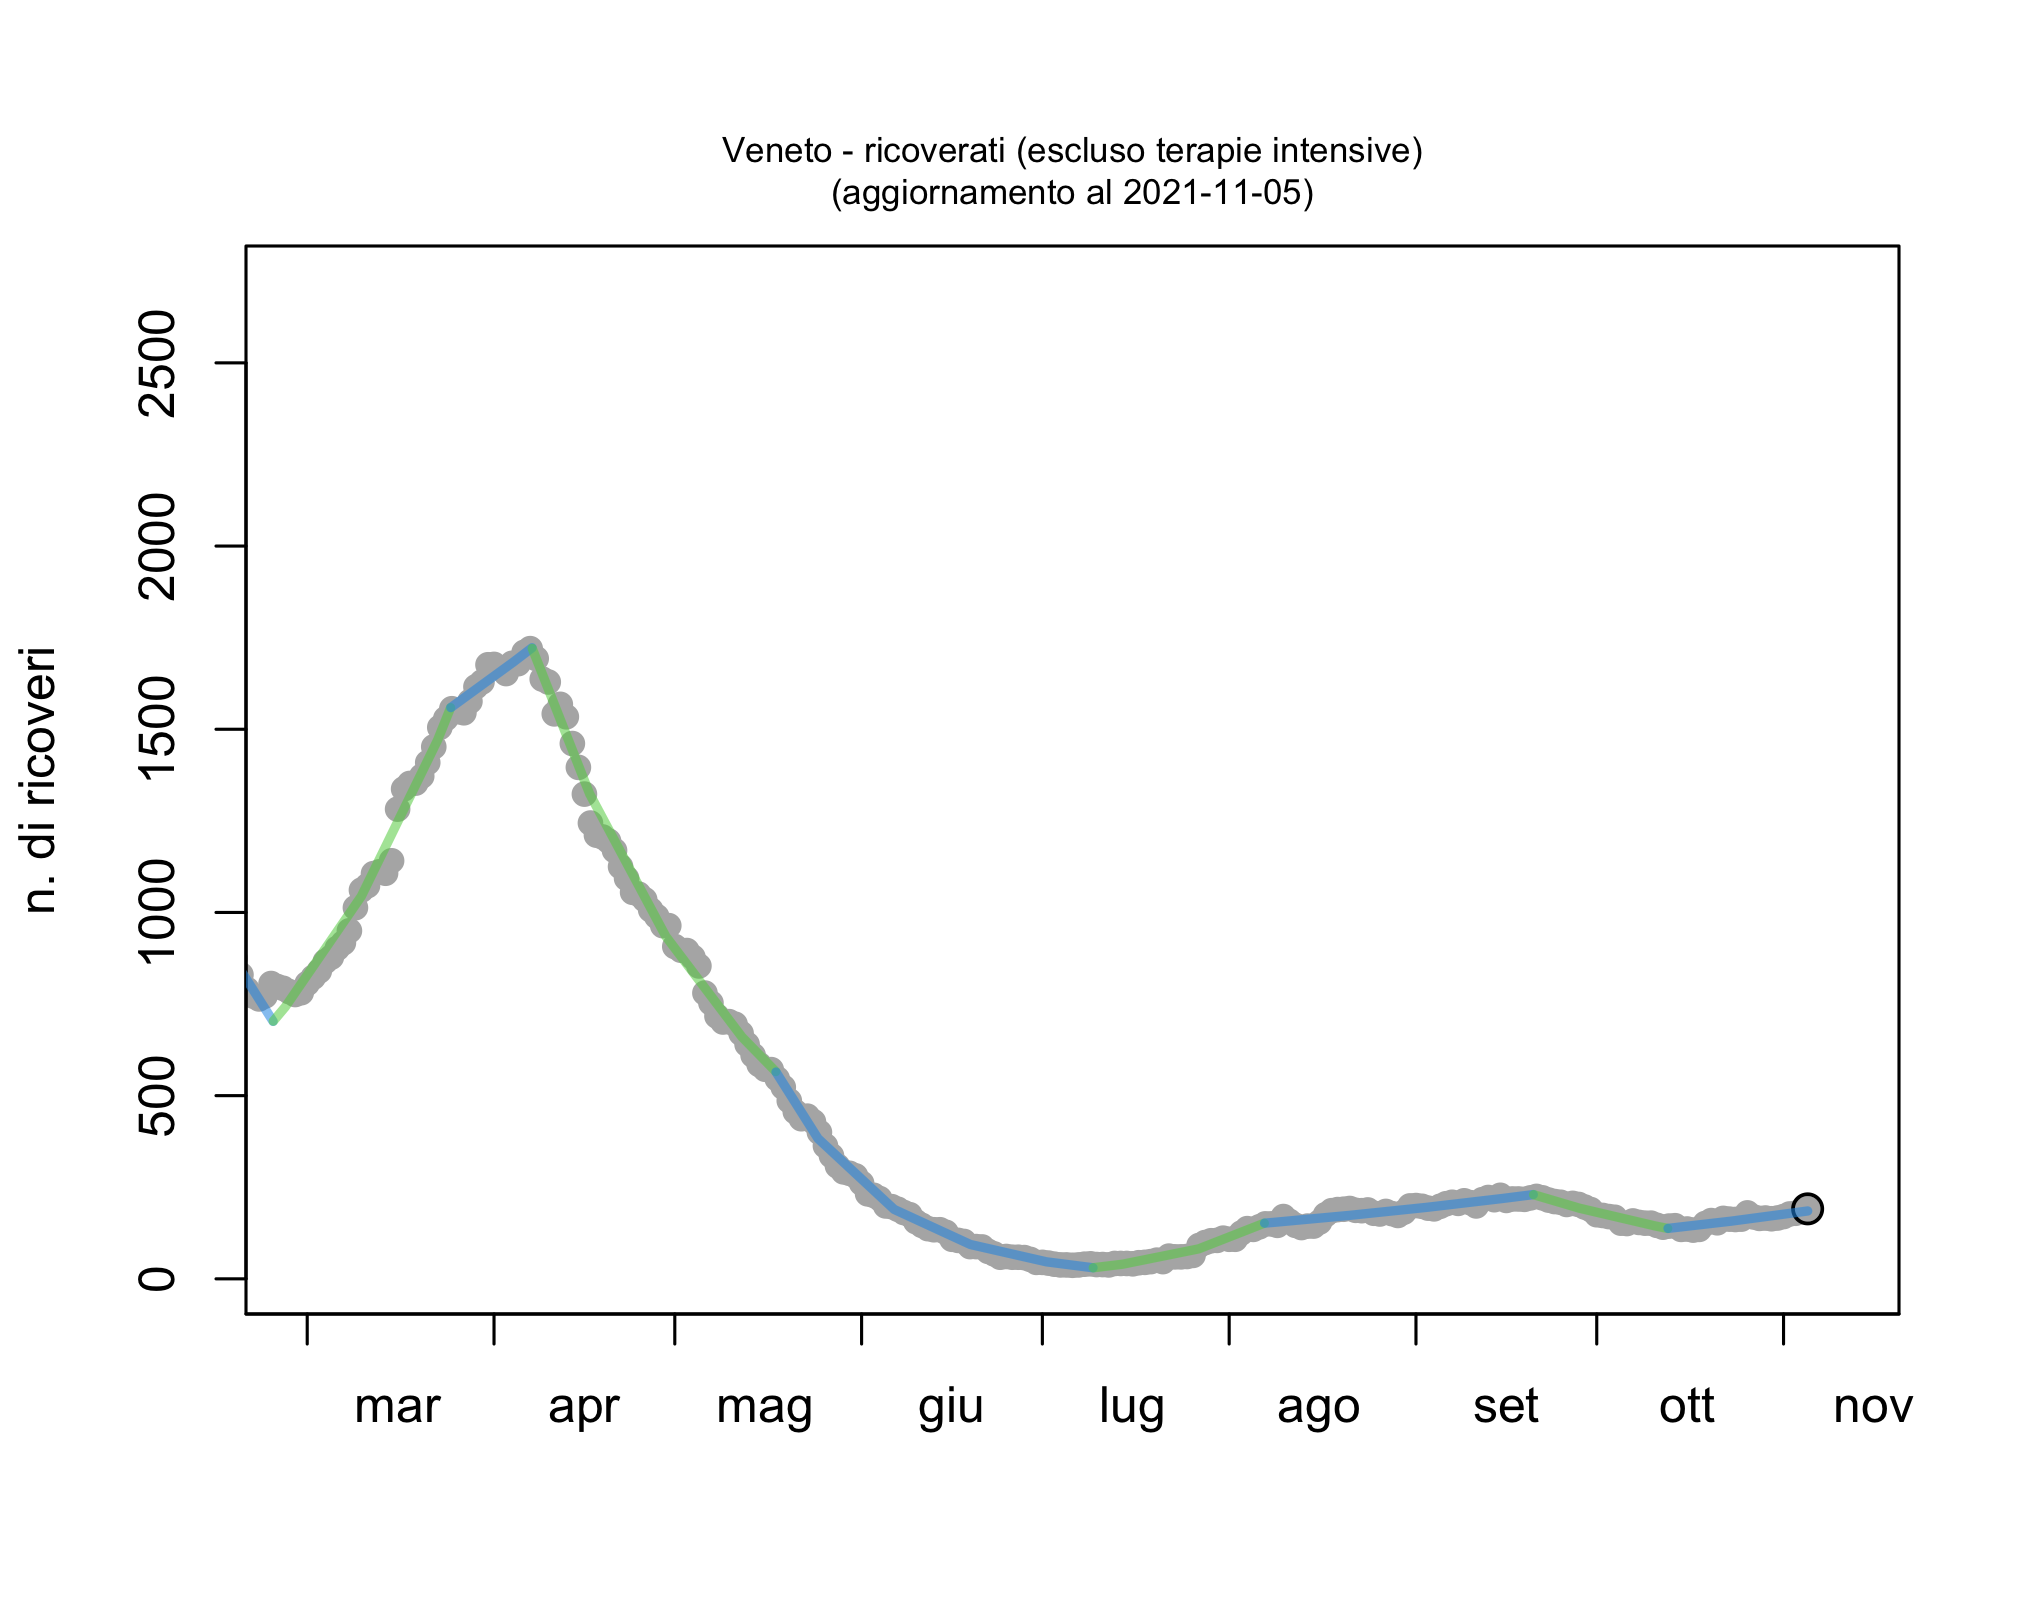 Veneto - ricoverati (escluso terapie intensive)
(aggiornamento al 2021-11-05)
n. di ricoveri
2500
2000
1500
1000
500
0
mar apr mag giu lug ago set ott nov